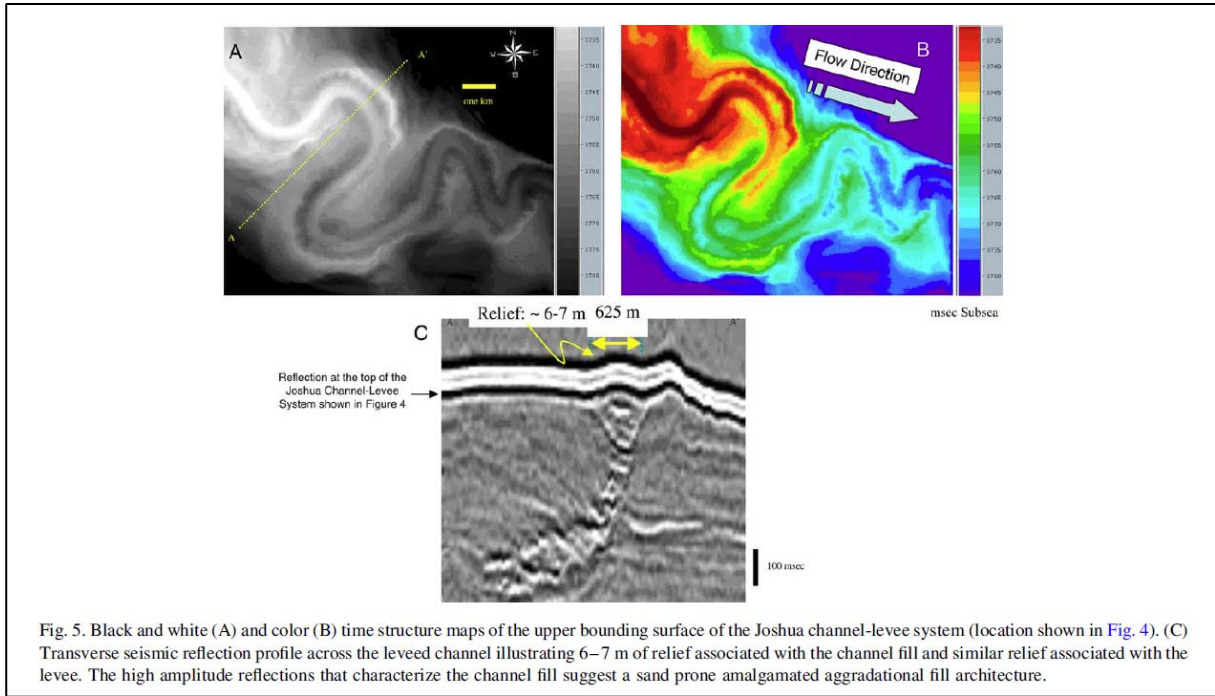 A
A'
N
W E
S
one km
A
B
Flow Direction
msec Subsea
C
Relief: ~ 6-7 m
625 m
A
A'
Reflection at the top of the
Joshua Channel-Levee
System shown in Figure 4
100 msec
Fig. 5. Black and white (A) and color (B) time structure maps of the upper bounding surface of the Joshua channel-levee system (location shown in Fig. 4). (C)
Transverse seismic reflection profile across the leveed channel illustrating 6–7 m of relief associated with the channel fill and similar relief associated with the
levee. The high amplitude reflections that characterize the channel fill suggest a sand prone amalgamated aggradational fill architecture.